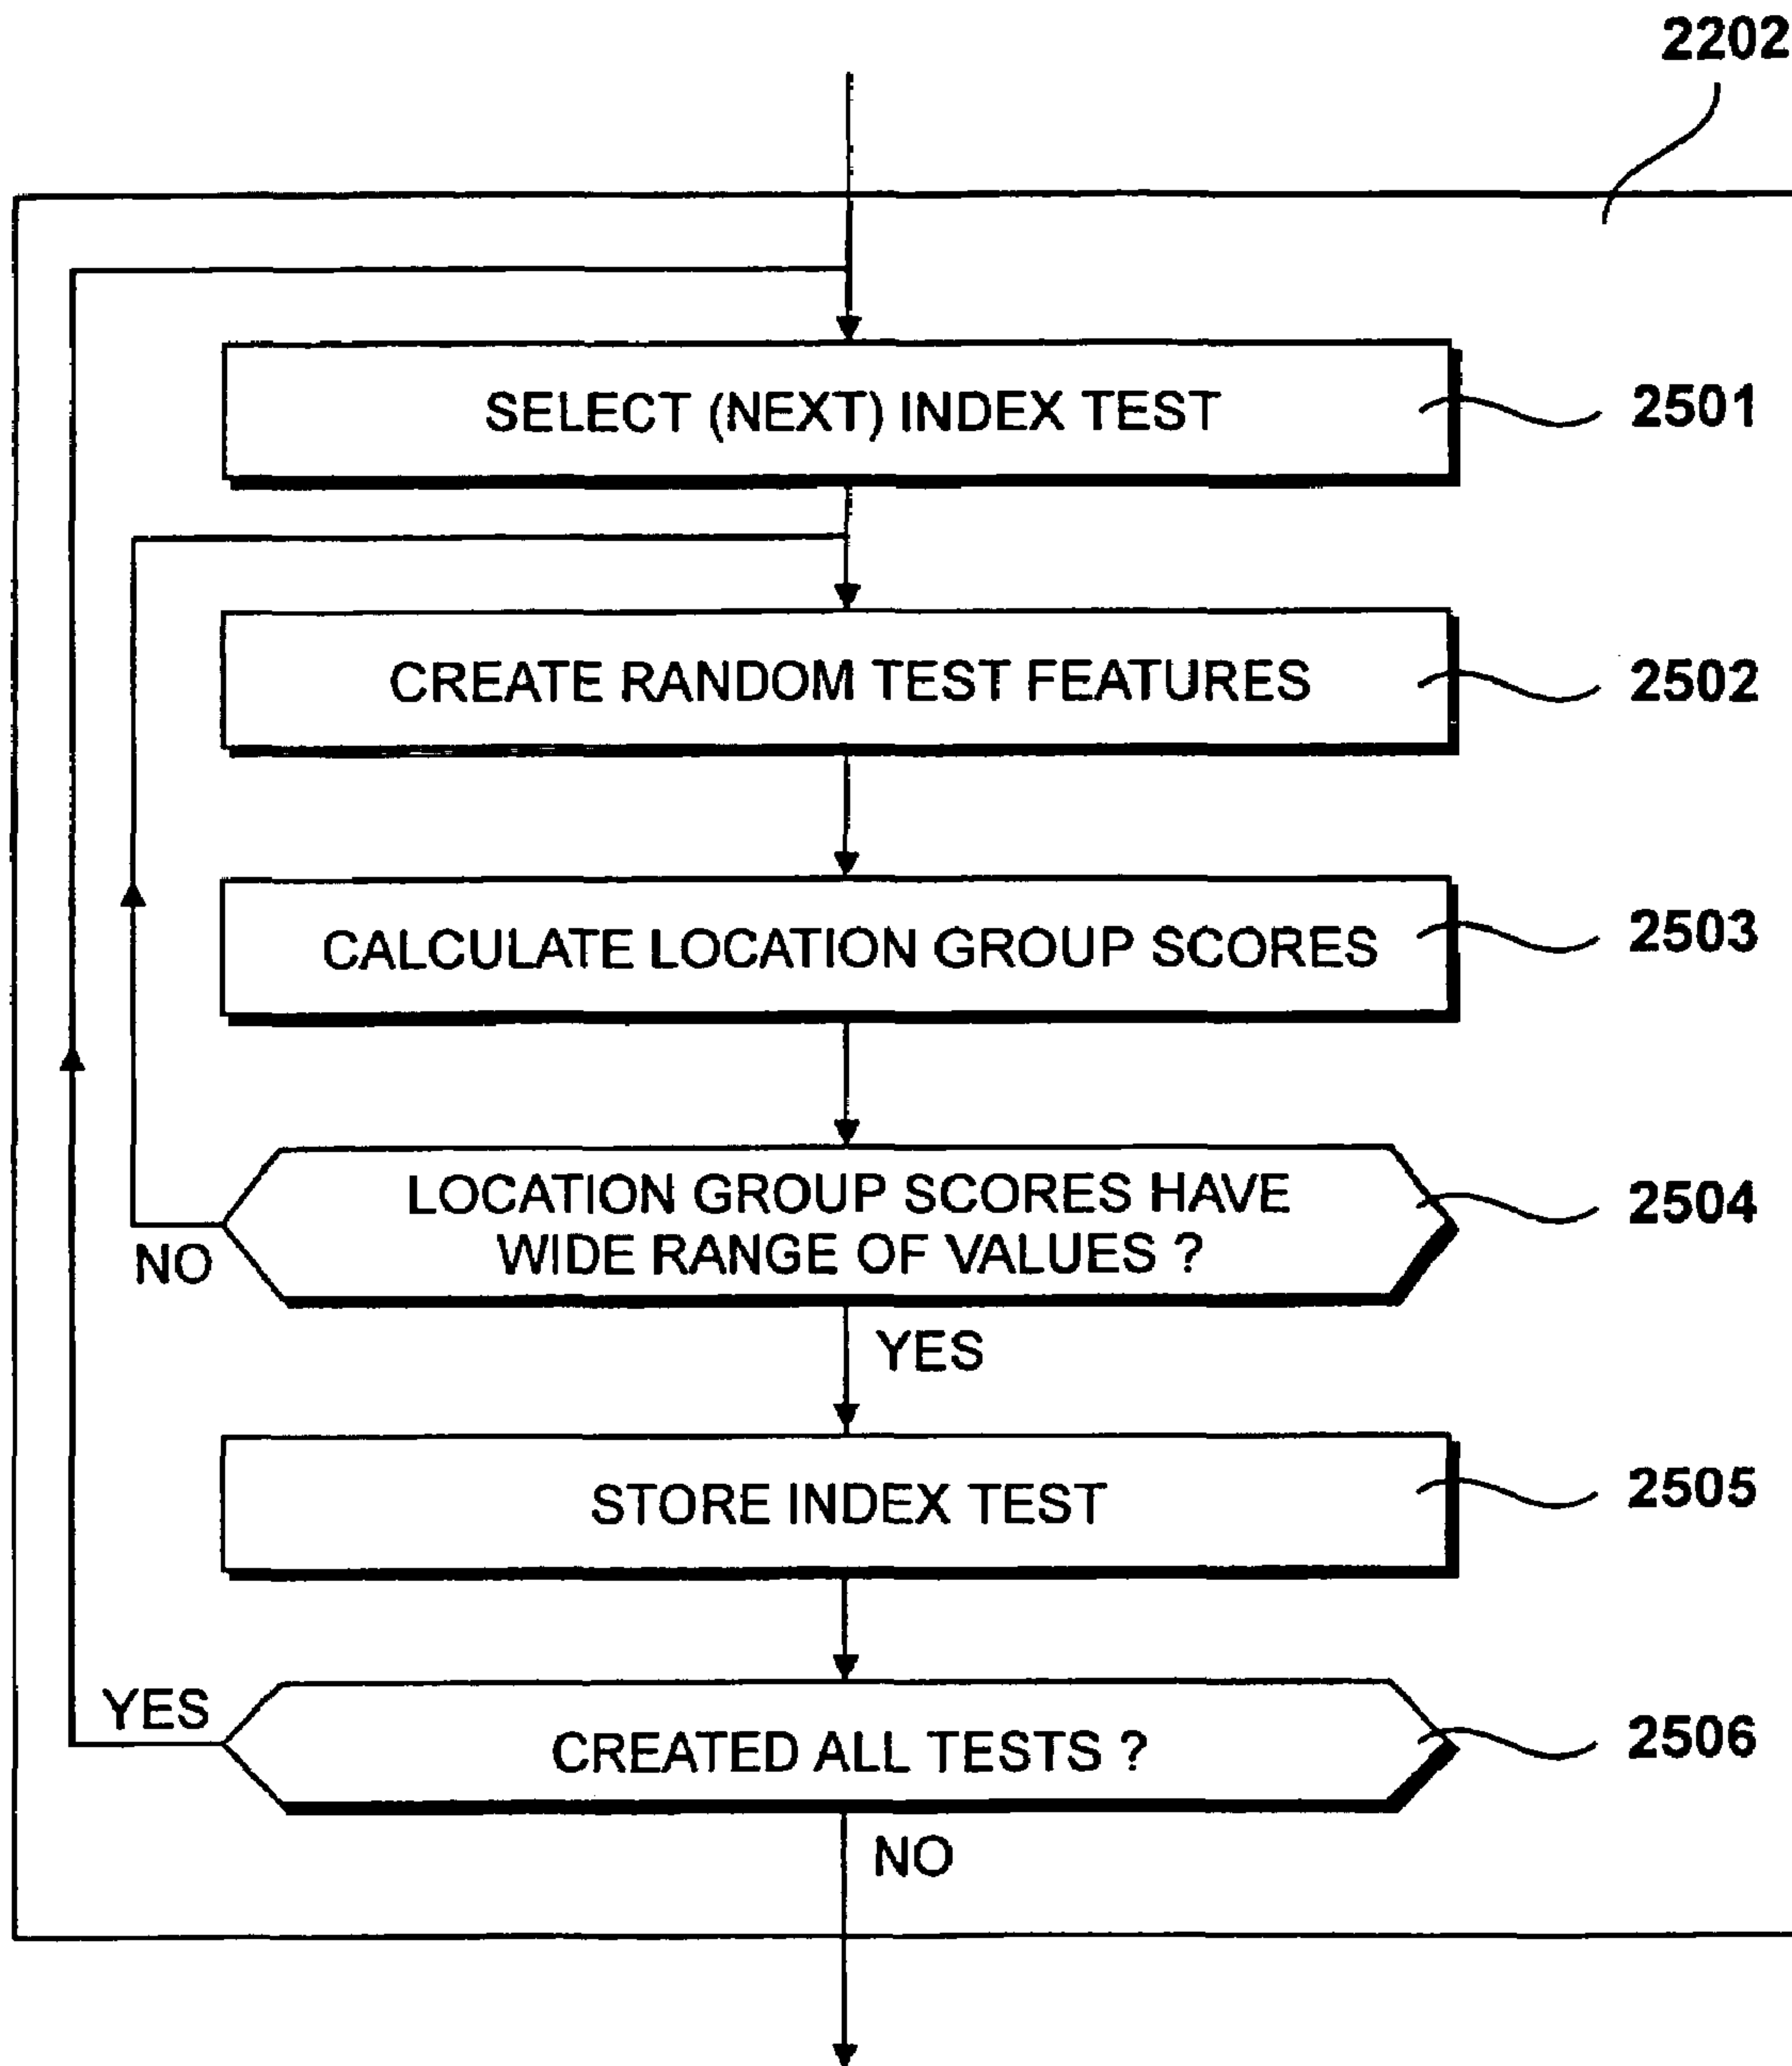 2202
SELECT (NEXT) INDEX TEST
2501
CREATE RANDOM TEST FEATURES
2502
CALCULATE LOCATION GROUP SCORES
2503
LOCATION GROUP SCORES HAVE
WIDE RANGE OF VALUES ?
2504
NO
YES
STORE INDEX TEST
2505
YES
CREATED ALL TESTS ?
2506
NO